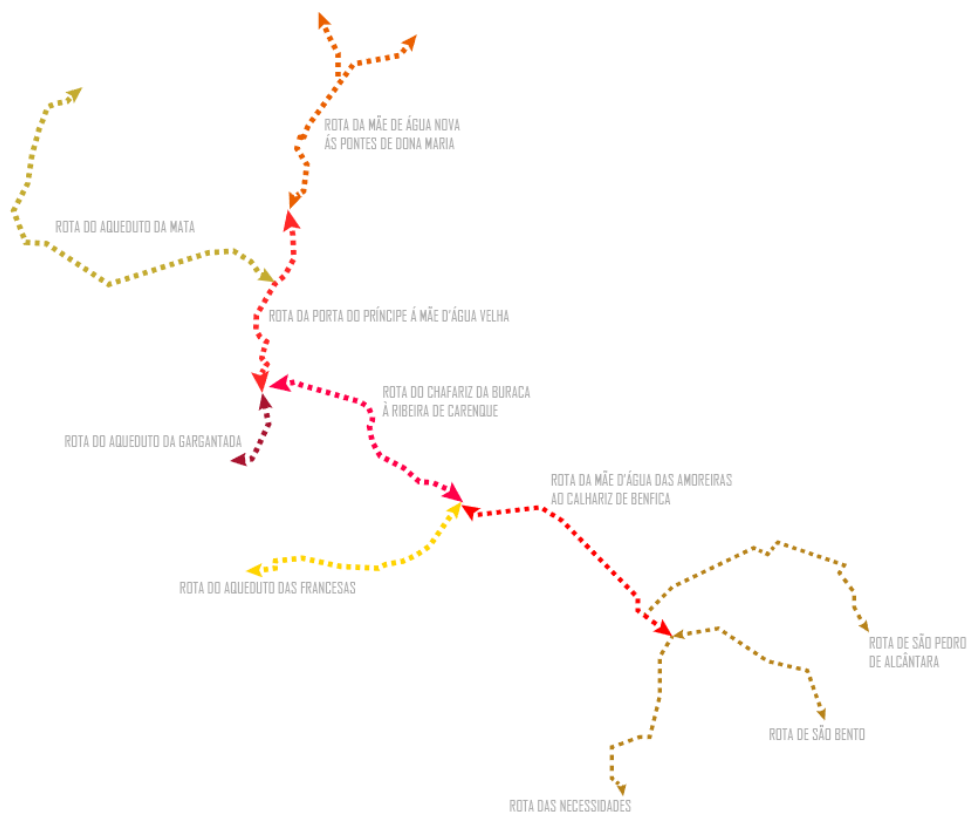 ROTA DA MÃE DE ÁGUA NOVA
ÁS PONTES DE DONA MARIA
ROTA DO AQUEDUTO DA MATA
ROTA DA PORTA DO PRÍNCIPE Á MÃE D'ÁGUA VELHA
ROTA DO CHAFARIZ DA BURACA
À RIBEIRA DE CARENQUE
ROTA DO AQUEDUTO DA GARGANTADA
ROTA DA MÃE D'ÁGUA DAS AMOREIRAS
AO CALHARIZ DE BENFICA
ROTA DO AQUEDUTO DAS FRANCESAS
ROTA DE SÃO PEDRO
DE ALCÂNTARA
ROTA DE SÃO BENTO
ROTA DAS NECESSIDADES